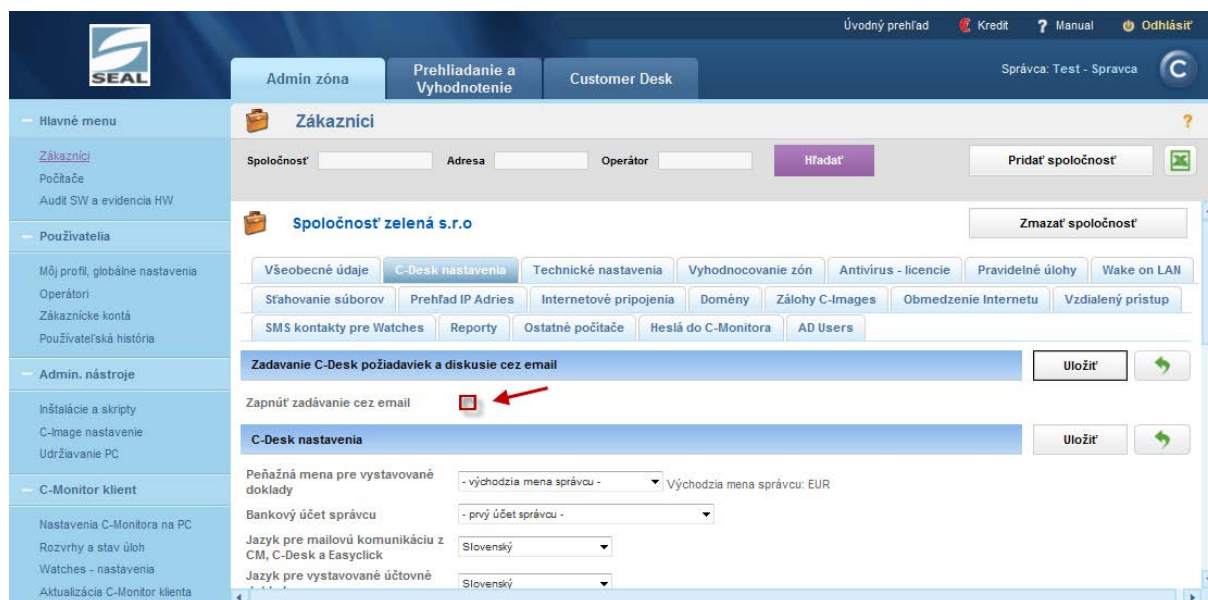 Úvodný prehľad
Kredit
? Manual
Odhlásiť
SEAL
Admin zóna
Prehliadanie a
Vyhodnotenie
Customer Desk
Správca: Test - Spravca
C
Hlavné menu
Zákazníci
Počítače
Audit SW a evidencia HW
Používatelia
Môj profil, globálne nastavenia
Operátori
Zákaznícke kontá
Používateľská história
Admin. nástroje
Inštalácie a skripty
C-Image nastavenie
Udržiavanie PC
C-Monitor klient
Nastavenia C-Monitora na PC
Rozvrhy a stav úloh
Watches - nastavenia
Aktualizácia C-Monitor klienta
Zákazníci
?
Spoločnosť
Adresa
Operátor
Hľadať
Pridať spoločnosť
Spoločnosť zelená s.r.o
Zmazať spoločnosť
Všeobecné údaje
C-Desk nastavenia
Technické nastavenia
Vyhodnocovanie zón
Antivírus - licencie
Pravidelné úlohy
Wake on LAN
Sťahovanie súborov
Prehľad IP Adries
Internetové pripojenia
Domény
Zálohy C-Images
Obmedzenie Internetu
Vzdialený prístup
SMS kontakty pre Watches
Reporty
Ostatné počítače
Heslá do C-Monitora
AD Users
Zadavanie C-Desk požiadaviek a diskusie cez email
Uložiť
Zapnúť zadávanie cez email
C-Desk nastavenia
Uložiť
Peňažná mena pre vystavované
doklady
- východzia mena správcu -
Východzia mena správcu: EUR
Bankový účet správcu
- prvý účet správcu -
Jazyk pre mailovú komunikáciu z
CM, C-Desk a Easyclick
Slovenský
Jazyk pre vystavované účtovné
Slovenský